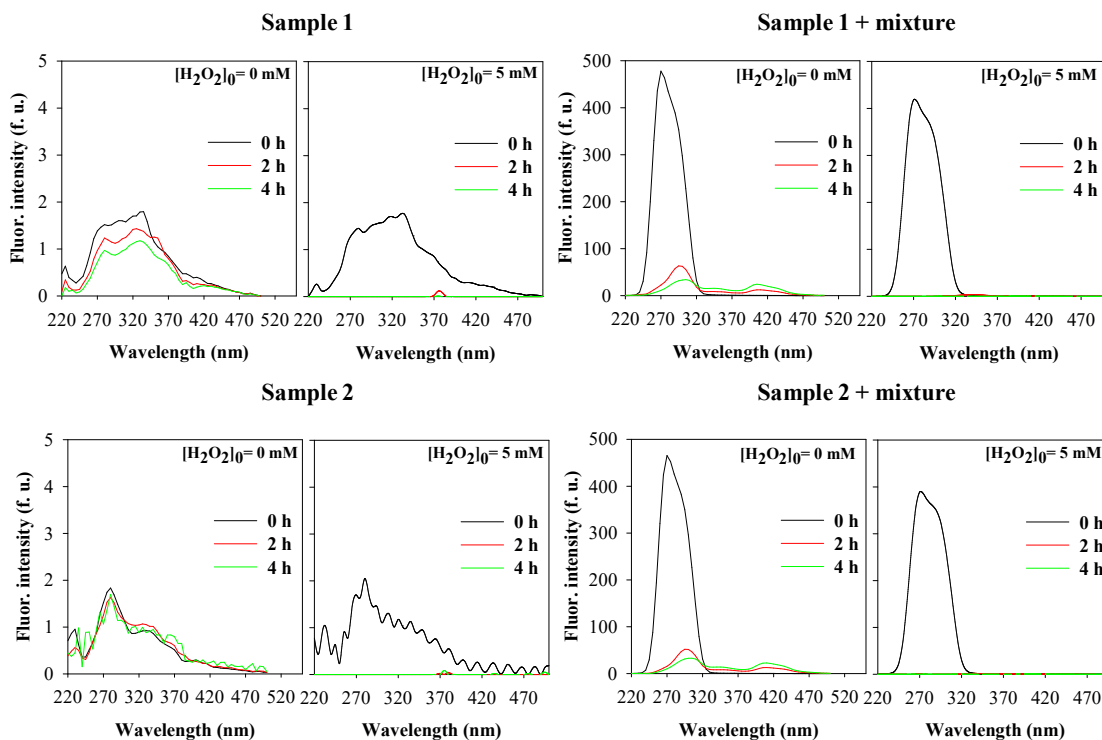 Sample 1
Sample 1 + mixture
[H2O2]0= 0 mM
[H2O2]0= 5 mM
[H2O2]0= 0 mM
[H2O2]0= 5 mM
Fluor. intensity (f. u.)
5
4
3
2
1
0
0 h
2 h
4 h
0 h
2 h
4 h
220 270 320 370 420 470 520
220 270 320 370 420 470
Wavelength (nm)
Wavelength (nm)
Fluor. intensity (f. u.)
500
400
300
200
100
0
0 h
2 h
4 h
0 h
2 h
4 h
220 270 320 370 420 470 520
220 270 320 370 420 470
Wavelength (nm)
Wavelength (nm)
Sample 2
Sample 2 + mixture
[H2O2]0= 0 mM
[H2O2]0= 5 mM
[H2O2]0= 0 mM
[H2O2]0= 5 mM
Fluor. intensity (f. u.)
5
4
3
2
1
0
0 h
2 h
4 h
0 h
2 h
4 h
220 270 320 370 420 470 520
220 270 320 370 420 470
Wavelength (nm)
Wavelength (nm)
Fluor. intensity (f. u.)
500
400
300
200
100
0
0 h
2 h
4 h
0 h
2 h
4 h
220 270 320 370 420 470 520
220 270 320 370 420 470
Wavelength (nm)
Wavelength (nm)